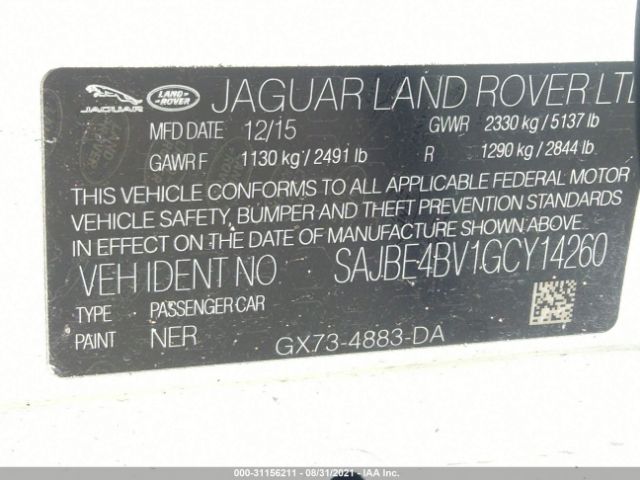 JAGUAR LAND-ROVER JAGUAR LAND ROVER LTD
MFD DATE 12/15 GVWR 2330 kg / 5137 lb
GAWR F 1130 kg / 2491 lb R 1290 kg / 2844 lb
THIS VEHICLE CONFORMS TO ALL APPLICABLE FEDERAL MOTOR
VEHICLE SAFETY, BUMPER AND THEFT PREVENTION STANDARDS
IN EFFECT ON THE DATE OF MANUFACTURE SHOWN ABOVE
VEH IDENT NO SAJBE4BV1GCY14260
TYPE PASSENGER CAR
PAINT NER GX73-4883-DA
000-31156211 - 08/31/2021 - IAA Inc.